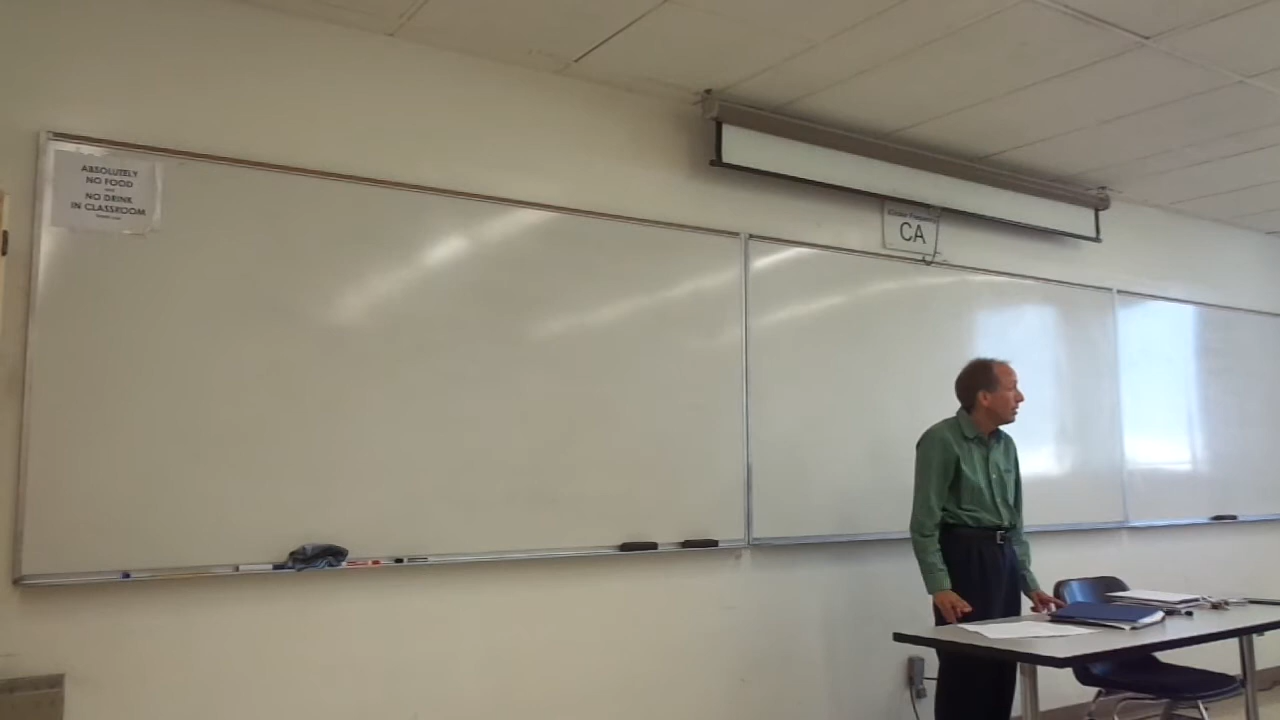 ABSOLUTELY
NO FOOD
NO DRINK
IN CLASSROOM
CA